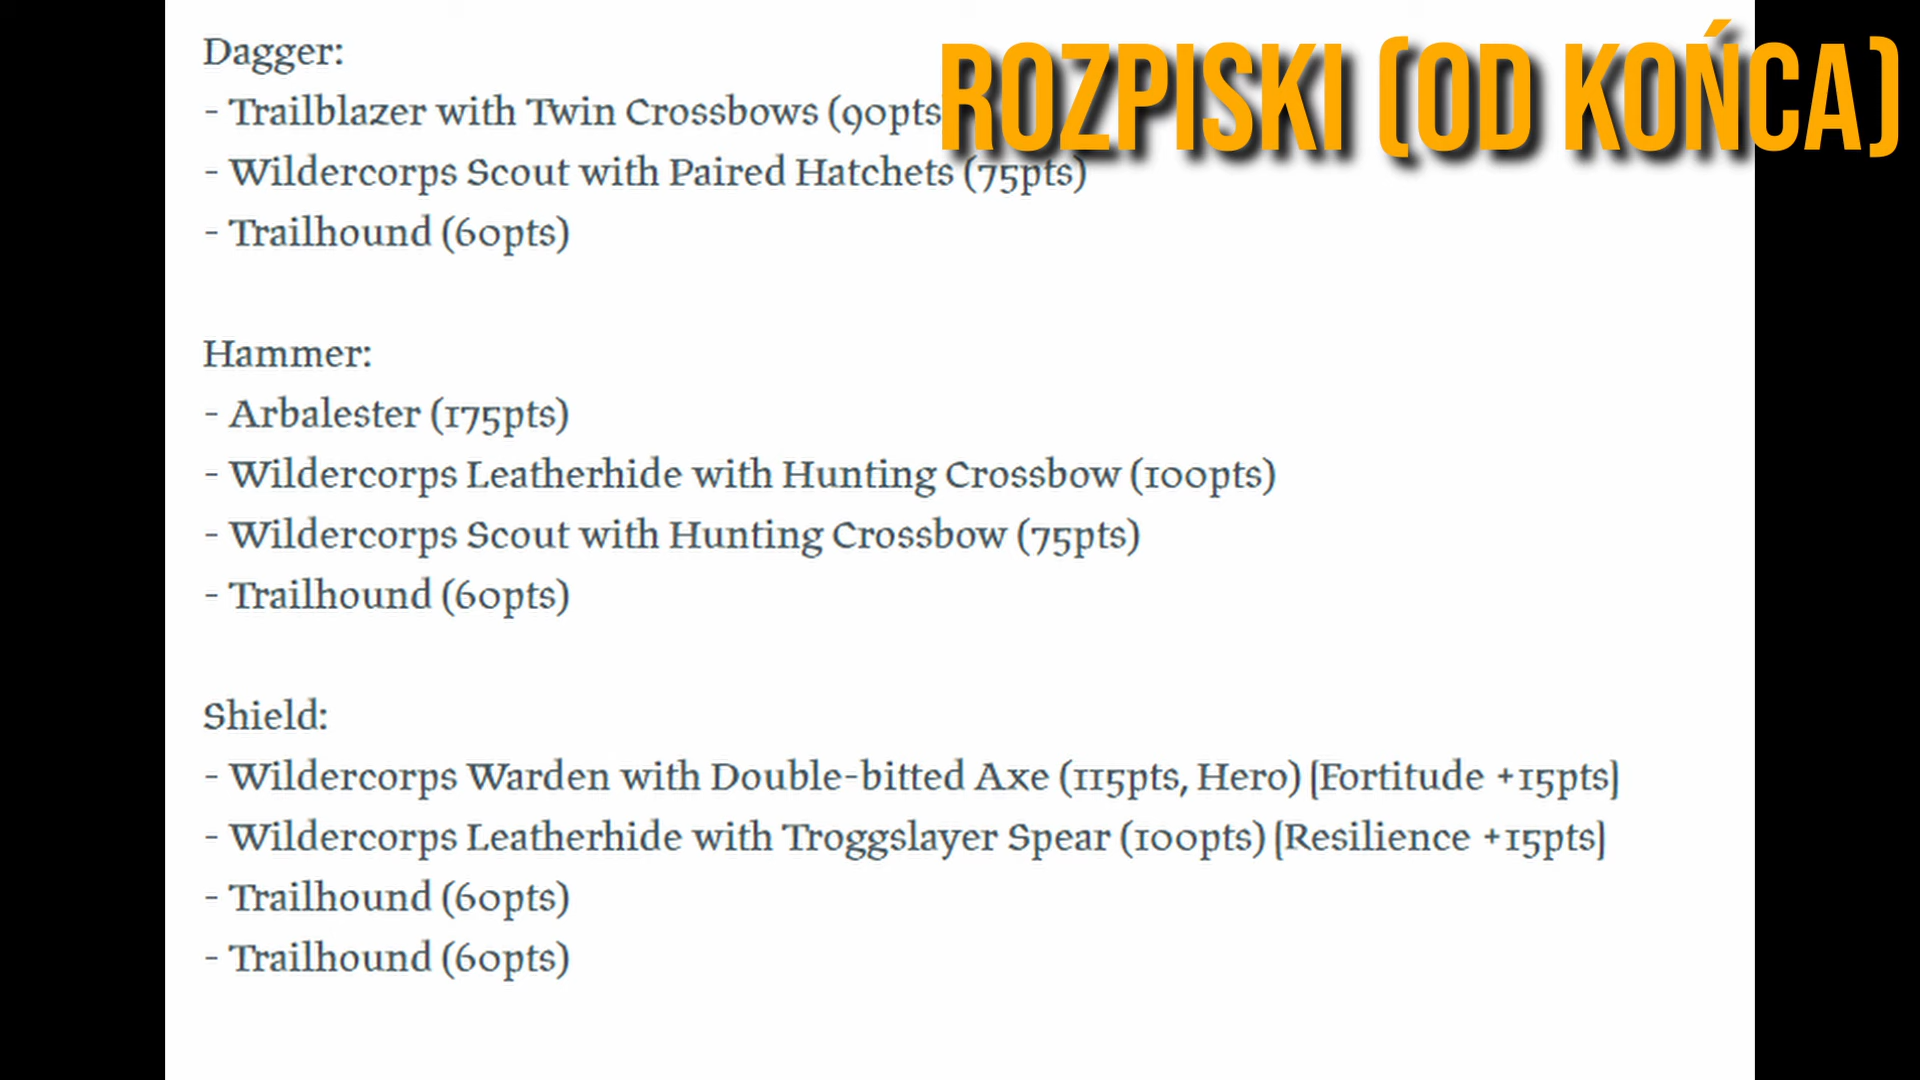 ROZPISKI (OD KOŃCA)
Dagger:
- Trailblazer with Twin Crossbows (90pts
- Wildercorps Scout with Paired Hatchets (75pts)
- Trailhound (60pts)
Hammer:
- Arbalester (175pts)
- Wildercorps Leatherhide with Hunting Crossbow (100pts)
- Wildercorps Scout with Hunting Crossbow (75pts)
- Trailhound (60pts)
Shield:
- Wildercorps Warden with Double-bitted Axe (115pts, Hero) [Fortitude +15pts]
- Wildercorps Leatherhide with Troggslayer Spear (100pts) [Resilience +15pts]
- Trailhound (60pts)
- Trailhound (60pts)